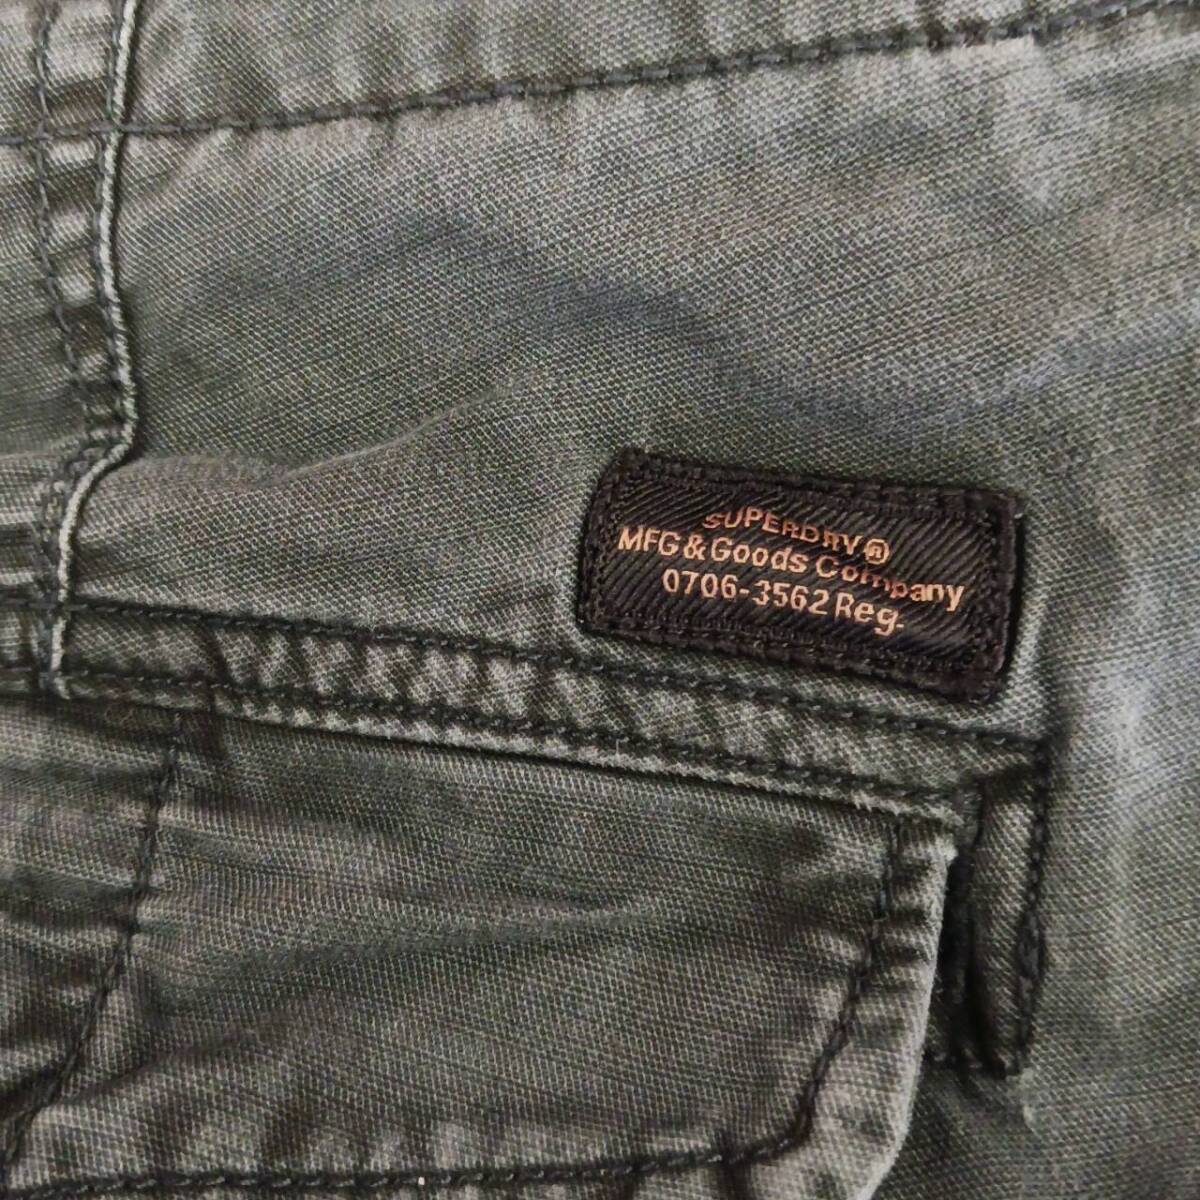 SUPERDRY®
MFG & Goods Company
0706-3562 Reg.